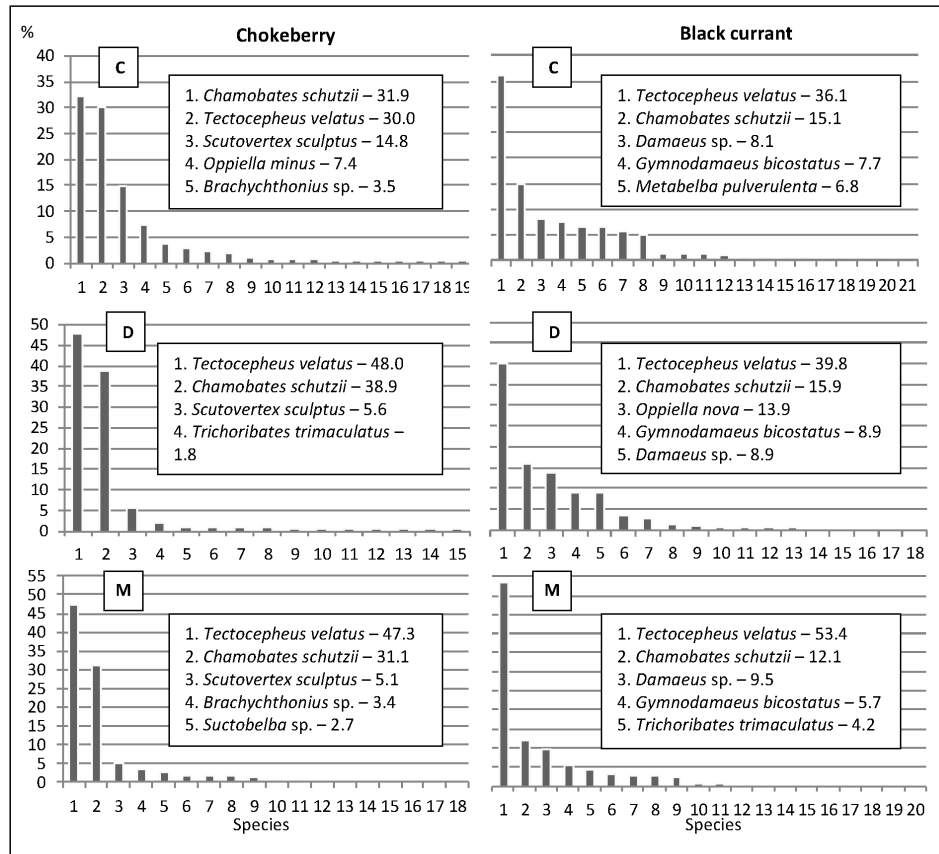 %
Chokeberry
C
1. Chamobates schutzii – 31.9
2. Tectocepheus velatus – 30.0
3. Scutovertex sculptus – 14.8
4. Oppiella minus – 7.4
5. Brachychthonius sp. – 3.5
40
35
30
25
20
15
10
5
0
1 2 3 4 5 6 7 8 9 10 11 12 13 14 15 16 17 18 19
Black currant
C
1. Tectocepheus velatus – 36.1
2. Chamobates schutzii – 15.1
3. Damaeus sp. – 8.1
4. Gymnodamaeus bicostatus – 7.7
5. Metabelba pulverulenta – 6.8
1 2 3 4 5 6 7 8 9 10 11 12 13 14 15 16 17 18 19 20 21
D
1. Tectocepheus velatus – 48.0
2. Chamobates schutzii – 38.9
3. Scutovertex sculptus – 5.6
4. Trichoribates trimaculatus –
1.8
50
45
40
35
30
25
20
15
10
5
0
1 2 3 4 5 6 7 8 9 10 11 12 13 14 15
D
1. Tectocepheus velatus – 39.8
2. Chamobates schutzii – 15.9
3. Oppiella nova – 13.9
4. Gymnodamaeus bicostatus – 8.9
5. Damaeus sp. – 8.9
1 2 3 4 5 6 7 8 9 10 11 12 13 14 15 16 17 18
M
1. Tectocepheus velatus – 47.3
2. Chamobates schutzii – 31.1
3. Scutovertex sculptus – 5.1
4. Brachychthonius sp. – 3.4
5. Suctobelba sp. – 2.7
55
50
45
40
35
30
25
20
15
10
5
0
1 2 3 4 5 6 7 8 9 10 11 12 13 14 15 16 17 18
Species
M
1. Tectocepheus velatus – 53.4
2. Chamobates schutzii – 12.1
3. Damaeus sp. – 9.5
4. Gymnodamaeus bicostatus – 5.7
5. Trichoribates trimaculatus – 4.2
1 2 3 4 5 6 7 8 9 10 11 12 13 14 15 16 17 18 19 20
Species